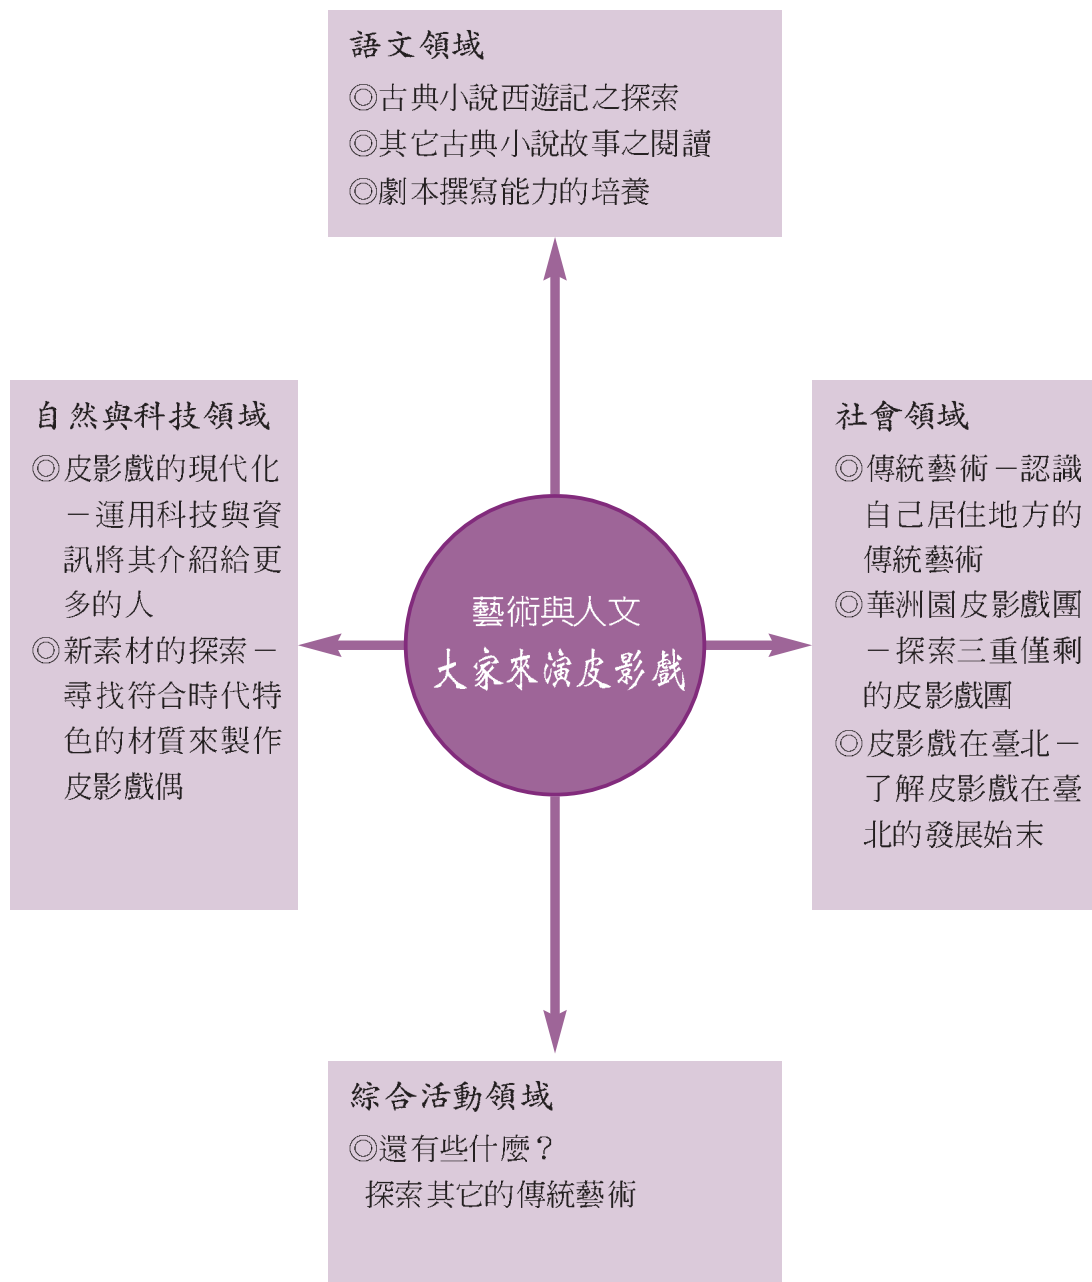 語文領域
◎古典小說西遊記之探索
◎其它古典小說故事之閱讀
◎劇本撰寫能力的培養
自然與科技領域
◎皮影戲的現代化
－運用科技與資
訊將其介紹給更
多的人
◎新素材的探索－
尋找符合時代特
色的材質來製作
皮影戲偶
藝術與人文
大家來演皮影戲
社會領域
◎傳統藝術－認識
自己居住地方的
傳統藝術
◎華洲園皮影戲團
－探索三重僅剩
的皮影戲團
◎皮影戲在臺北－
了解皮影戲在臺
北的發展始末
綜合活動領域
◎還有些什麼？
探索其它的傳統藝術